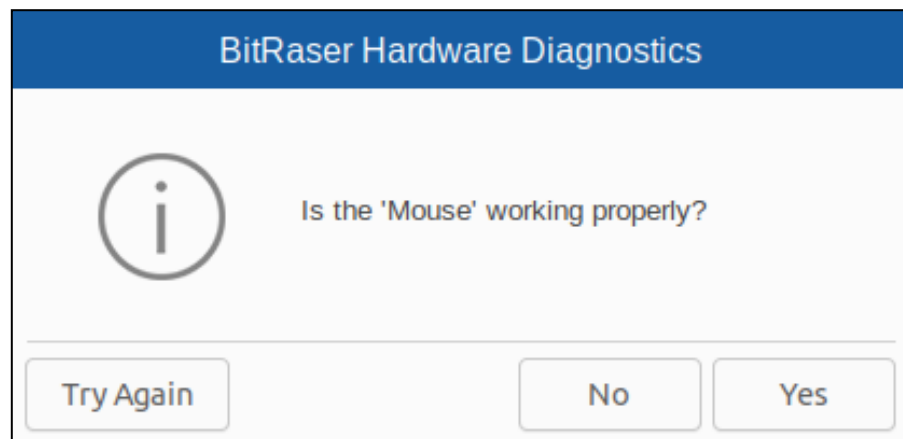 BitRaser Hardware Diagnostics
Is the 'Mouse' working properly?
Try Again
No
Yes